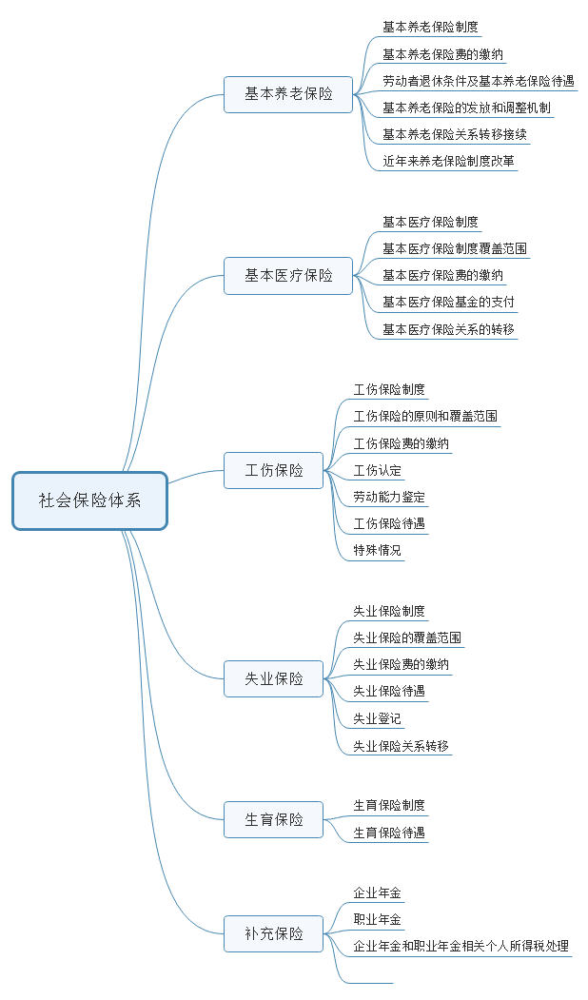 社会保险体系
基本养老保险
基本养老保险制度
基本养老保险费的缴纳
劳动者退休条件及基本养老保险待遇
基本养老保险的发放和调整机制
基本养老保险关系转移接续
近年来养老保险制度改革
基本医疗保险
基本医疗保险制度
基本医疗保险制度覆盖范围
基本医疗保险费的缴纳
基本医疗保险基金的支付
基本医疗保险关系的转移
工伤保险
工伤保险制度
工伤保险的原则和覆盖范围
工伤保险费的缴纳
工伤认定
劳动能力鉴定
工伤保险待遇
特殊情况
失业保险
失业保险制度
失业保险的覆盖范围
失业保险费的缴纳
失业保险待遇
失业登记
失业保险关系转移
生育保险
生育保险制度
生育保险待遇
补充保险
企业年金
职业年金
企业年金和职业年金相关个人所得税处理